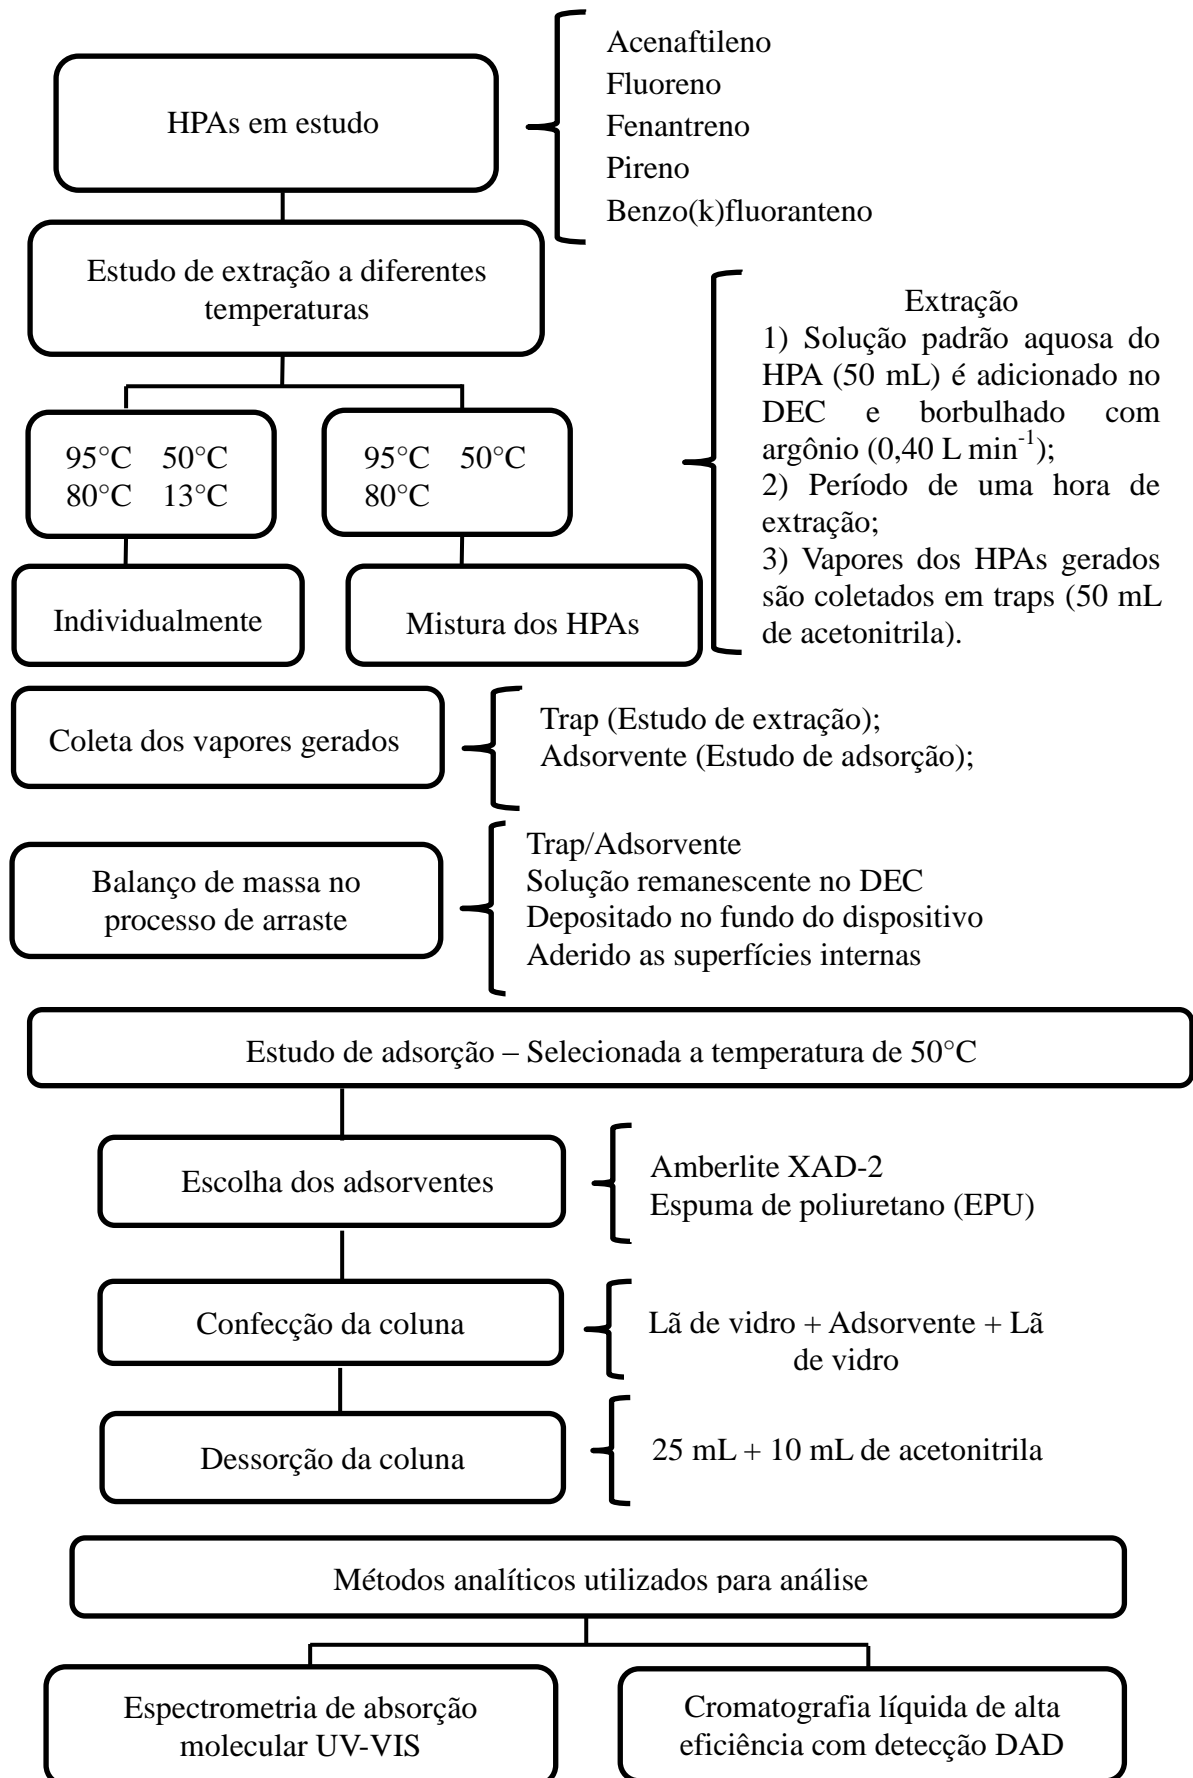 HPAs em estudo
Acenaftileno
Fluoreno
Fenantreno
Pireno
Benzo(k)fluoranteno
Estudo de extração a diferentes
temperaturas
95°C 50°C
80°C 13°C
95°C 50°C
80°C
Individualmente
Mistura dos HPAs
Extração
1) Solução padrão aquosa do
HPA (50 mL) é adicionado no
DEC e borbulhado com
argônio (0,40 L min⁻¹);
2) Período de uma hora de
extração;
3) Vapores dos HPAs gerados
são coletados em traps (50 mL
de acetonitrila).
Coleta dos vapores gerados
Trap (Estudo de extração);
Adsorvente (Estudo de adsorção);
Balanço de massa no
processo de arraste
Trap/Adsorvente
Solução remanescente no DEC
Depositado no fundo do dispositivo
Aderido as superfícies internas
Estudo de adsorção – Selecionada a temperatura de 50°C
Escolha dos adsorventes
Amberlite XAD-2
Espuma de poliuretano (EPU)
Confecção da coluna
Lã de vidro + Adsorvente + Lã
de vidro
Dessorção da coluna
25 mL + 10 mL de acetonitrila
Métodos analíticos utilizados para análise
Espectrometria de absorção
molecular UV-VIS
Cromatografia líquida de alta
eficiência com detecção DAD